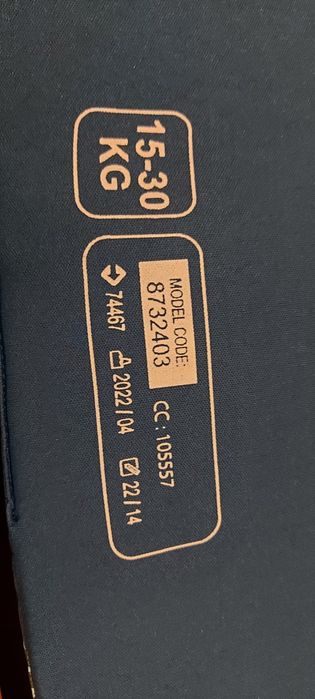 15-30
KG
MODEL CODE:
8732403
CC : 105557
74467 2022 / 04 22 / 14